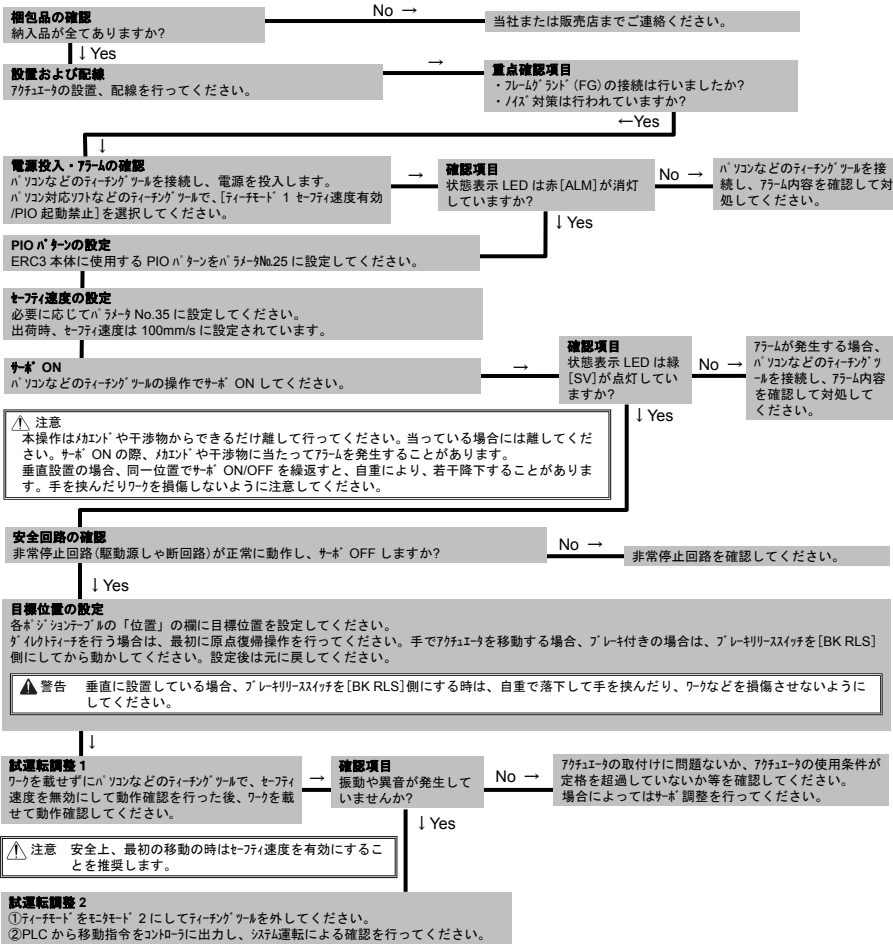 梱包品の確認
納入品が全てありますか?
No →
当社または販売店までご連絡ください。
↓Yes
設置および配線
アクチュエータの設置、配線を行ってください。
→
重点確認項目
・フレームグランド(FG)の接続は行いましたか?
・ノイズ対策は行われていますか?
←Yes
↓
電源投入・アラームの確認
パソコンなどのティーチングツールを接続し、電源を投入します。
パソコン対応ソフトなどのティーチングツールで、[ティーチモード 1 セーフティ速度有効
/PIO 起動禁止]を選択してください。
→
確認項目
状態表示 LED は赤[ALM]が消灯
していますか?
No →
パソコンなどのティーチングツールを接
続し、アラーム内容を確認して対
処してください。
↓Yes
PIO パターンの設定
ERC3 本体に使用する PIO パターンをパラメータNo.25 に設定してください。
セーフティ速度の設定
必要に応じてパラメータ No.35 に設定してください。
出荷時、セーフティ速度は 100mm/s に設定されています。
サーボ ON
パソコンなどのティーチングツールの操作でサーボ ON してください。
→
確認項目
状態表示 LED は緑
[SV]が点灯してい
ますか?
No →
アラームが発生する場合、
パソコンなどのティーチングツ
ールを接続し、アラーム内容
を確認して対処して
ください。
↓Yes
注意
本操作はメカエンドや干渉物からできるだけ離して行ってください。当っている場合には離してくだ
さい。サーボ ON の際、メカエンドや干渉物に当たってアラームを発生することがあります。
垂直設置の場合、同一位置でサーボ ON/OFF を繰返すと、自重により、若干降下することがありま
す。手を挟んだりワークを損傷しないように注意してください。
安全回路の確認
非常停止回路(駆動源しゃ断回路)が正常に動作し、サーボ OFF しますか?
No →
非常停止回路を確認してください。
↓Yes
目標位置の設定
各ポジションテーブルの「位置」の欄に目標位置を設定してください。
ダイレクトティーチを行う場合は、最初に原点復帰操作を行ってください。手でアクチュエータを移動する場合、ブレーキ付きの場合は、ブレーキリリーススイッチを[BK RLS]
側にしてから動かしてください。設定後は元に戻してください。
警告 垂直に設置している場合、ブレーキリリーススイッチを[BK RLS]側にする時は、自重で落下して手を挟んだり、ワークなどを損傷させないように
してください。
↓
試運転調整 1
ワークを載せずにパソコンなどのティーチングツールで、セーフティ
速度を無効にして動作確認を行った後、ワークを載
せて動作確認してください。
→
確認項目
振動や異音が発生して
いませんか?
No →
アクチュエータの取付けに問題ないか、アクチュエータの使用条件が
定格を超過していないか等を確認してください。
場合によってはサーボ調整を行ってください。
↓Yes
注意 安全上、最初の移動の時はセーフティ速度を有効にするこ
とを推奨します。
試運転調整 2
①ティーチモードをモニタモード 2 にしてティーチングツールを外してください。
②PLC から移動指令をコントローラに出力し、システム運転による確認を行ってください。